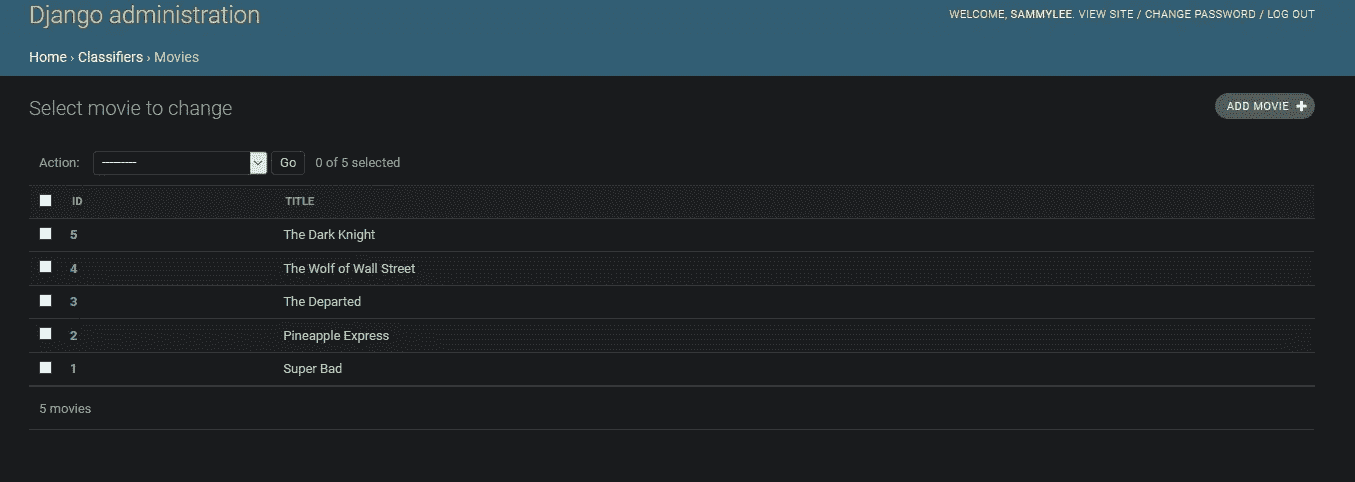 Django administration
WELCOME, SAMMYLEE. VIEW SITE / CHANGE PASSWORD / LOG OUT
Home › Classifiers › Movies
Select movie to change
ADD MOVIE +
Action: --------- Go 0 of 5 selected
ID TITLE
5 The Dark Knight
4 The Wolf of Wall Street
3 The Departed
2 Pineapple Express
1 Super Bad
5 movies